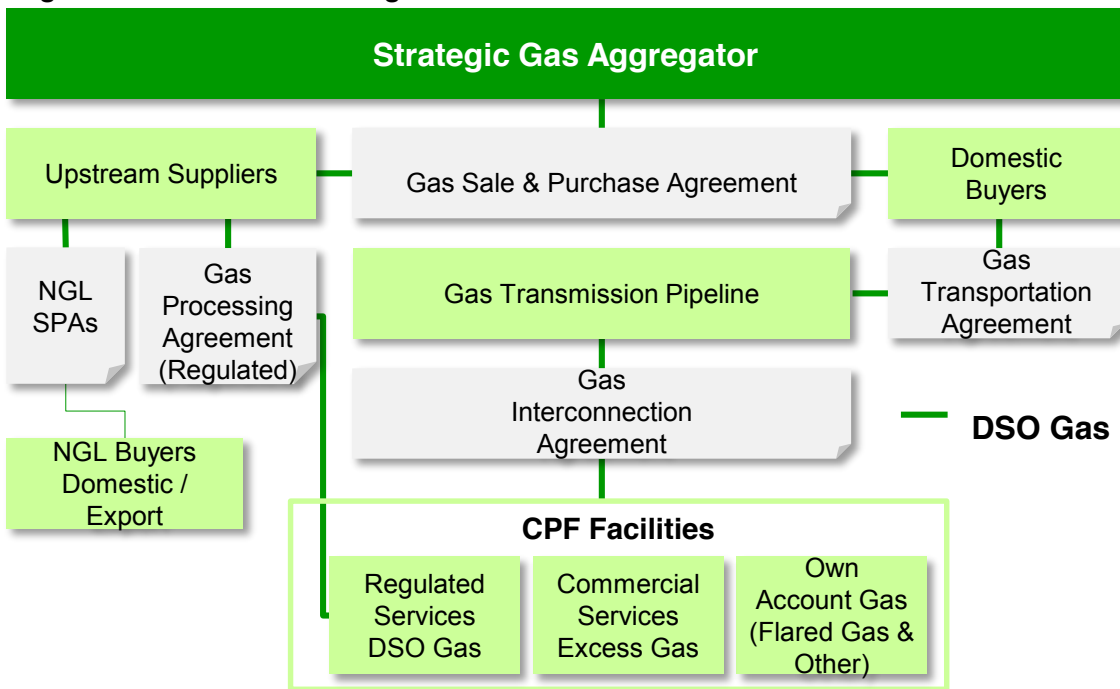 Strategic Gas Aggregator
Upstream Suppliers
Gas Sale & Purchase Agreement
Domestic
Buyers
NGL
SPAs
Gas
Processing
Agreement
(Regulated)
Gas Transmission Pipeline
Gas
Transportation
Agreement
Gas
Interconnection
Agreement
DSO Gas
NGL Buyers
Domestic /
Export
CPF Facilities
Regulated
Services
DSO Gas
Commercial
Services
Excess Gas
Own
Account Gas
(Flared Gas &
Other)